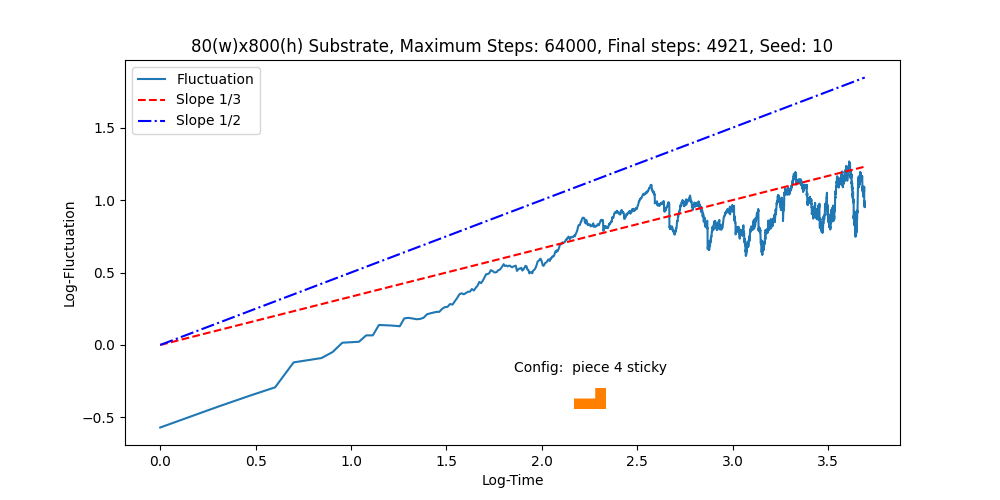 80(w)x800(h) Substrate, Maximum Steps: 64000, Final steps: 4921, Seed: 10
Fluctuation
Slope 1/3
Slope 1/2
1.5
1.0
0.5
0.0
−0.5
Log-Fluctuation
Config:  piece 4 sticky
0.0 0.5 1.0 1.5 2.0 2.5 3.0 3.5
Log-Time